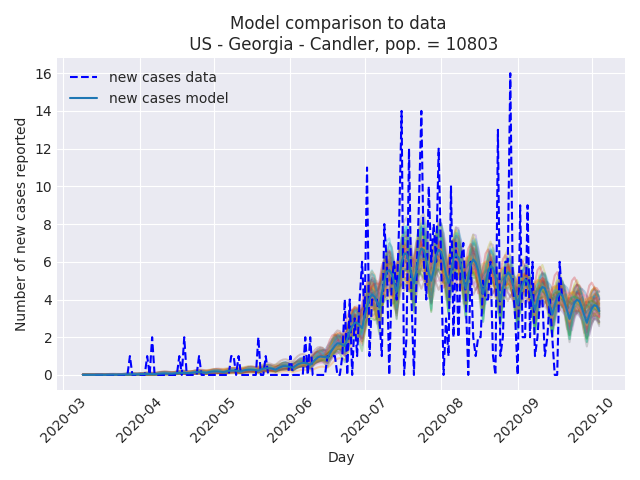 Model comparison to data
US - Georgia - Candler, pop. = 10803
new cases data
new cases model
16
14
12
10
8
6
4
2
0
Number of new cases reported
2020-03
2020-04
2020-05
2020-06
2020-07
2020-08
2020-09
2020-10
Day